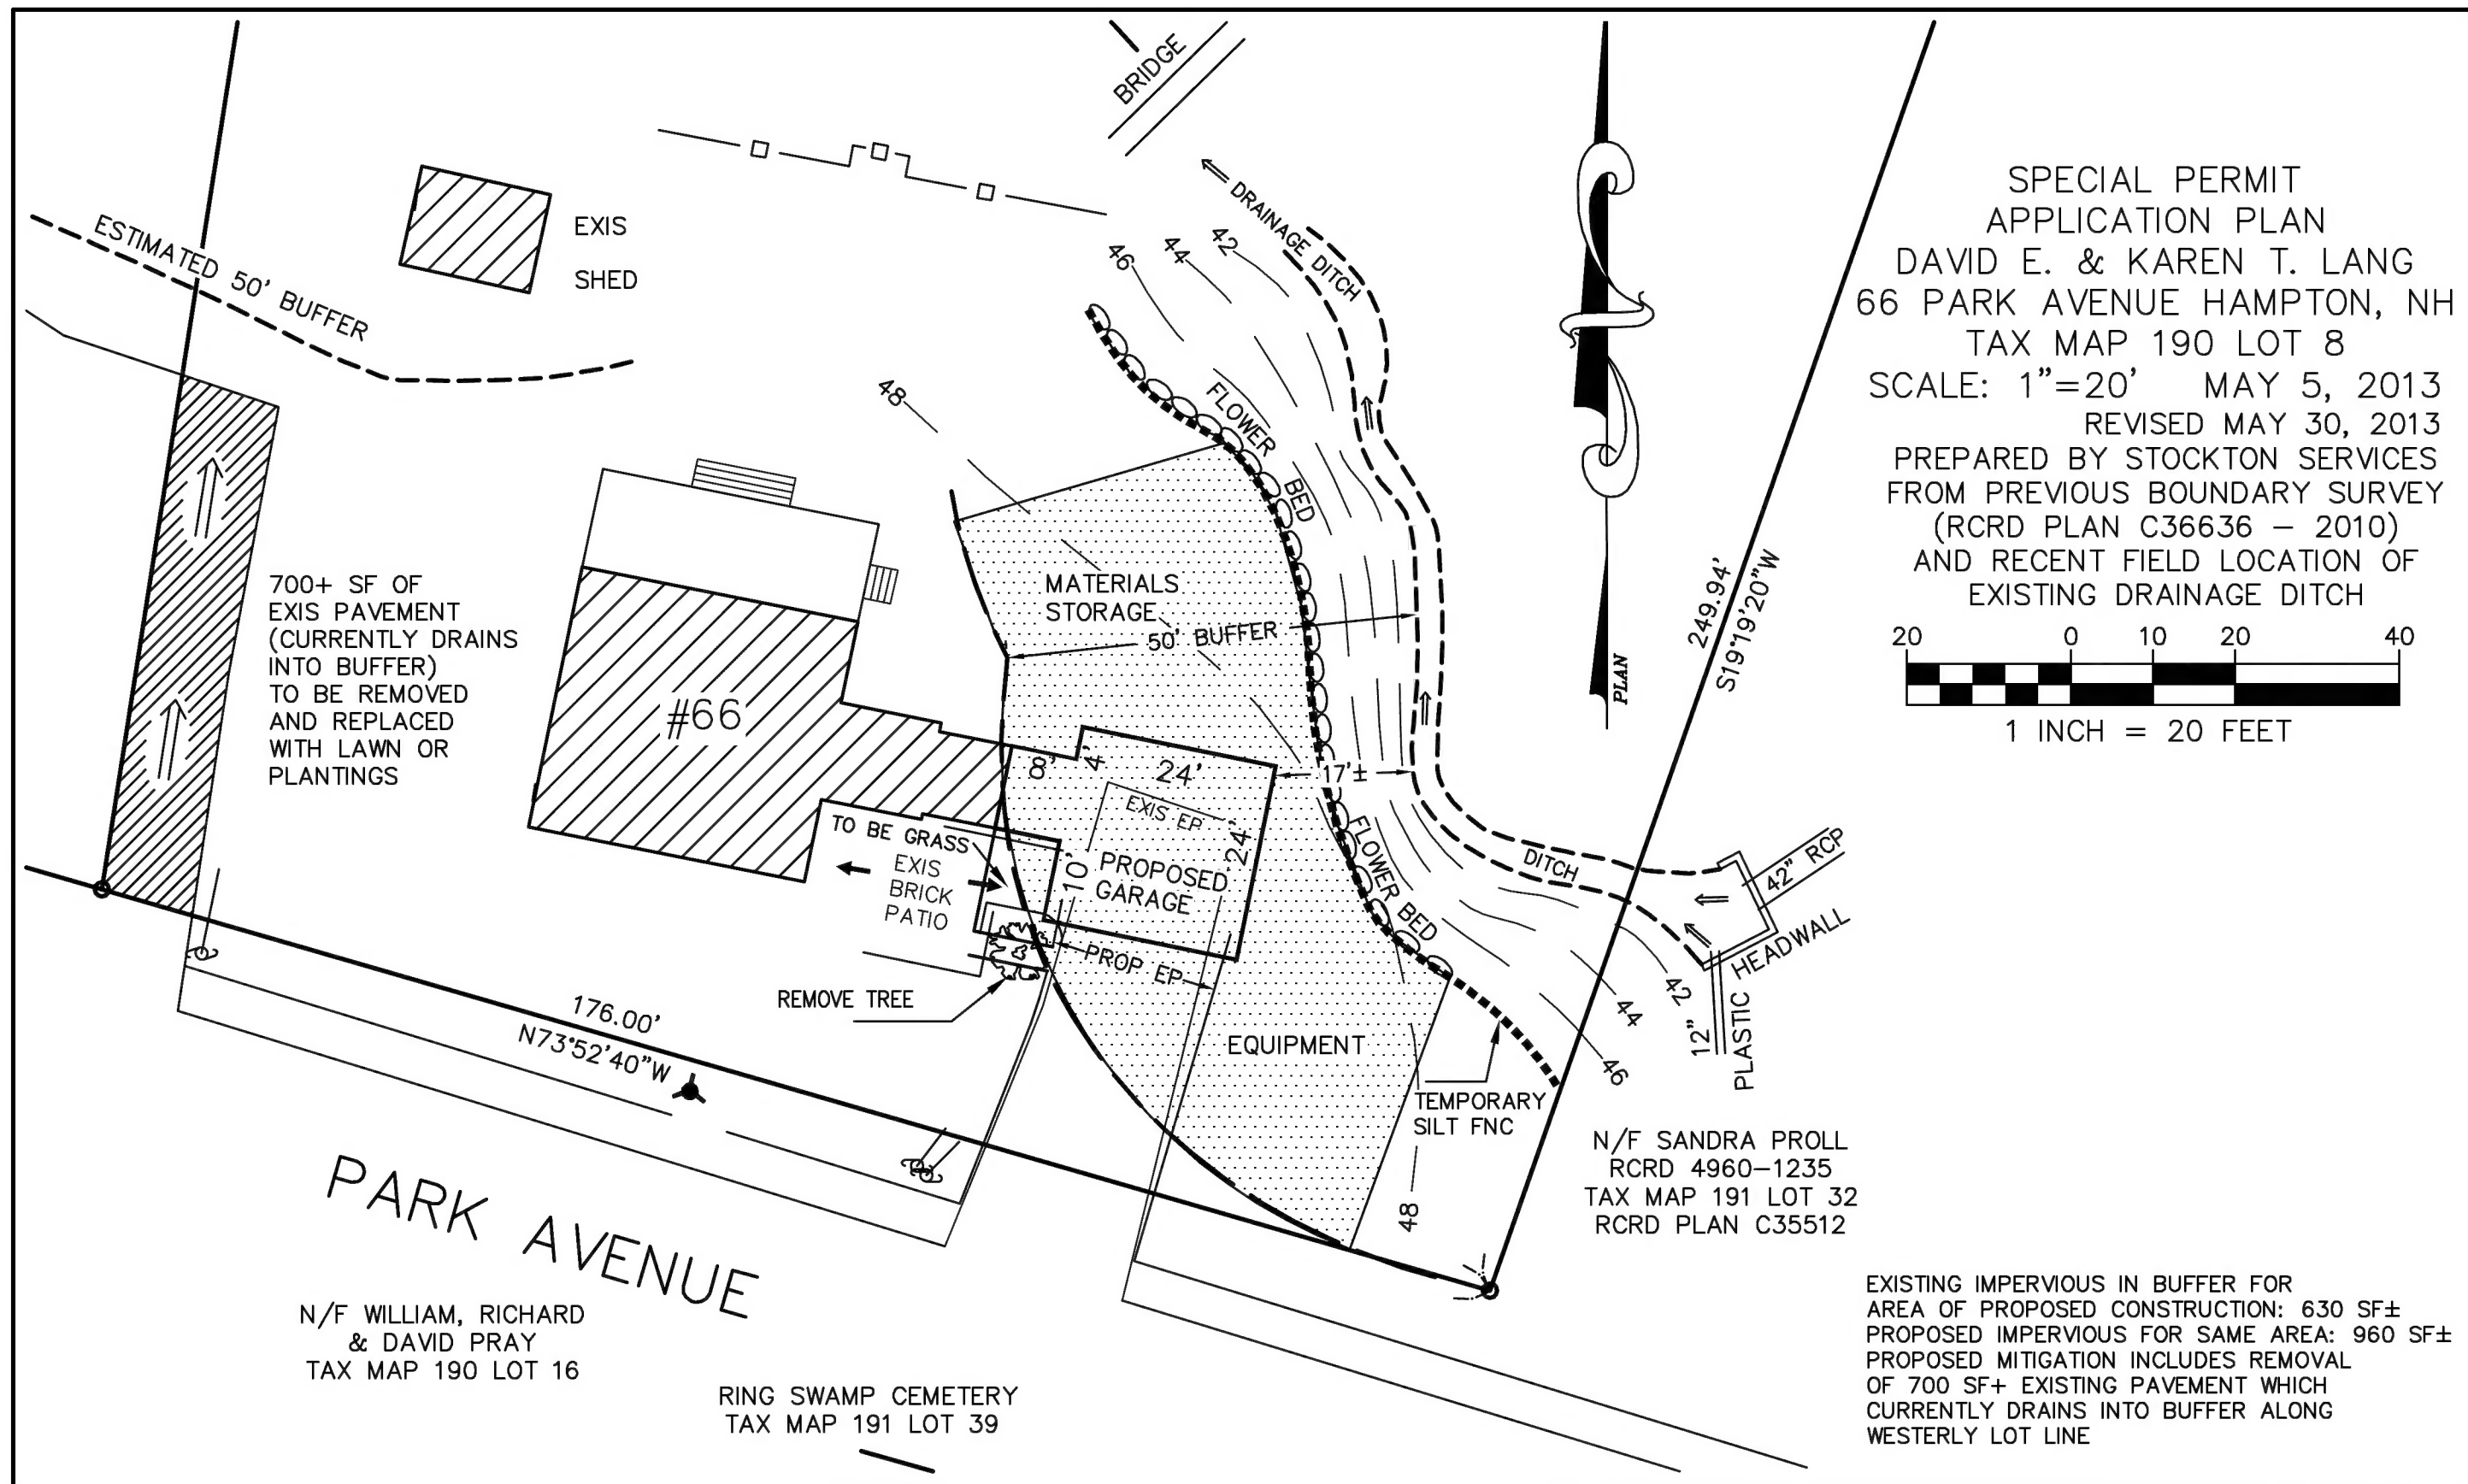 BRIDGE
DRAINAGE DITCH
46
44
42
ESTIMATED 50' BUFFER
EXIS
SHED
SPECIAL PERMIT
APPLICATION PLAN
DAVID E. & KAREN T. LANG
66 PARK AVENUE HAMPTON, NH
TAX MAP 190 LOT 8
SCALE: 1"=20' MAY 5, 2013
REVISED MAY 30, 2013
PREPARED BY STOCKTON SERVICES
FROM PREVIOUS BOUNDARY SURVEY
(RCRD PLAN C36636 – 2010)
AND RECENT FIELD LOCATION OF
EXISTING DRAINAGE DITCH
20 0 10 20 40
1 INCH = 20 FEET
PLAN
249.94'
S19°19'20"W
48
FLOWER
BED
700+ SF OF
EXIS PAVEMENT
(CURRENTLY DRAINS
INTO BUFFER)
TO BE REMOVED
AND REPLACED
WITH LAWN OR
PLANTINGS
#66
MATERIALS
STORAGE
50' BUFFER
8'
4'
24'
17'±
EXIS EP
24'
TO BE GRASS
EXIS
BRICK
PATIO
10'
PROPOSED
GARAGE
PROP EP
REMOVE TREE
FLOWER BED
DITCH
42" RCP
HEADWALL
12"
PLASTIC
42
44
46
EQUIPMENT
TEMPORARY
SILT FNC
48
176.00'
N73°52'40"W
PARK AVENUE
N/F SANDRA PROLL
RCRD 4960–1235
TAX MAP 191 LOT 32
RCRD PLAN C35512
N/F WILLIAM, RICHARD
& DAVID PRAY
TAX MAP 190 LOT 16
RING SWAMP CEMETERY
TAX MAP 191 LOT 39
EXISTING IMPERVIOUS IN BUFFER FOR
AREA OF PROPOSED CONSTRUCTION: 630 SF±
PROPOSED IMPERVIOUS FOR SAME AREA: 960 SF±
PROPOSED MITIGATION INCLUDES REMOVAL
OF 700 SF+ EXISTING PAVEMENT WHICH
CURRENTLY DRAINS INTO BUFFER ALONG
WESTERLY LOT LINE